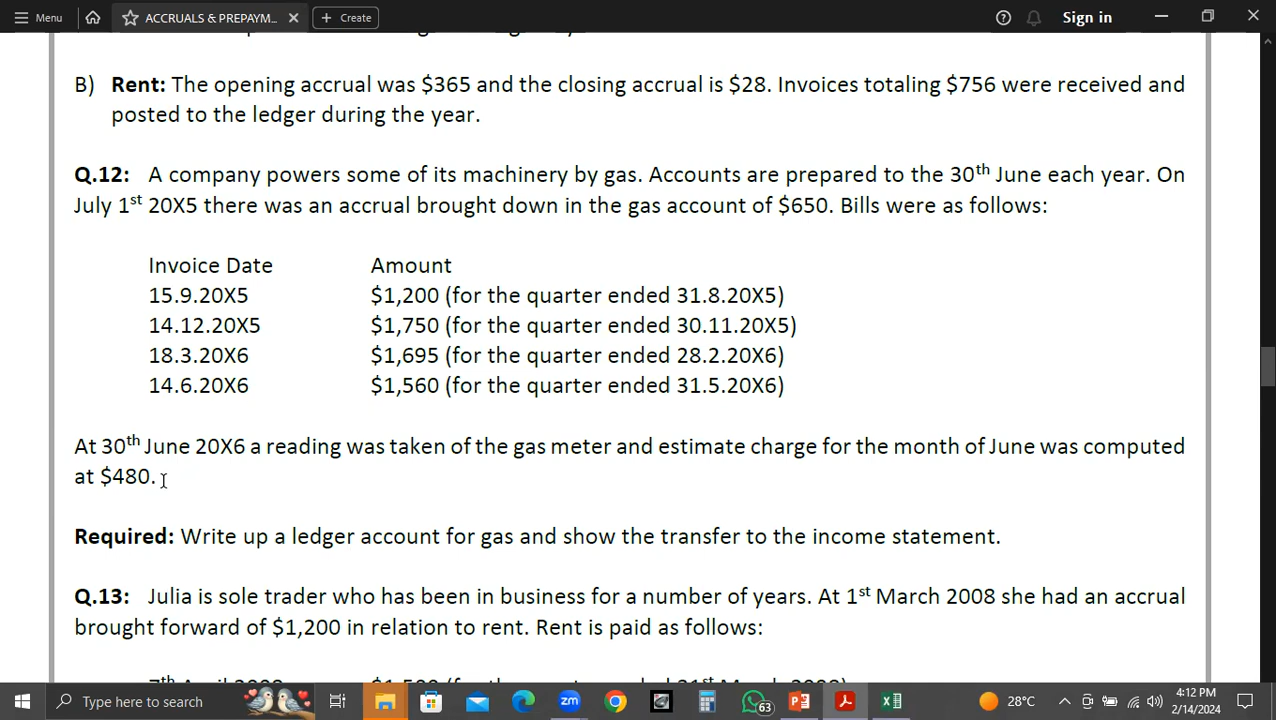 Menu
ACCRUALS & PREPAYM...
+ Create
Sign in
B) Rent: The opening accrual was $365 and the closing accrual is $28. Invoices totaling $756 were received and
posted to the ledger during the year.
Q.12: A company powers some of its machinery by gas. Accounts are prepared to the 30th June each year. On
July 1st 20X5 there was an accrual brought down in the gas account of $650. Bills were as follows:
Invoice Date Amount
15.9.20X5 $1,200 (for the quarter ended 31.8.20X5)
14.12.20X5 $1,750 (for the quarter ended 30.11.20X5)
18.3.20X6 $1,695 (for the quarter ended 28.2.20X6)
14.6.20X6 $1,560 (for the quarter ended 31.5.20X6)
At 30th June 20X6 a reading was taken of the gas meter and estimate charge for the month of June was computed
at $480.
Required: Write up a ledger account for gas and show the transfer to the income statement.
Q.13: Julia is sole trader who has been in business for a number of years. At 1st March 2008 she had an accrual
brought forward of $1,200 in relation to rent. Rent is paid as follows:
Type here to search
zm
63
28°C
4:12 PM
2/14/2024